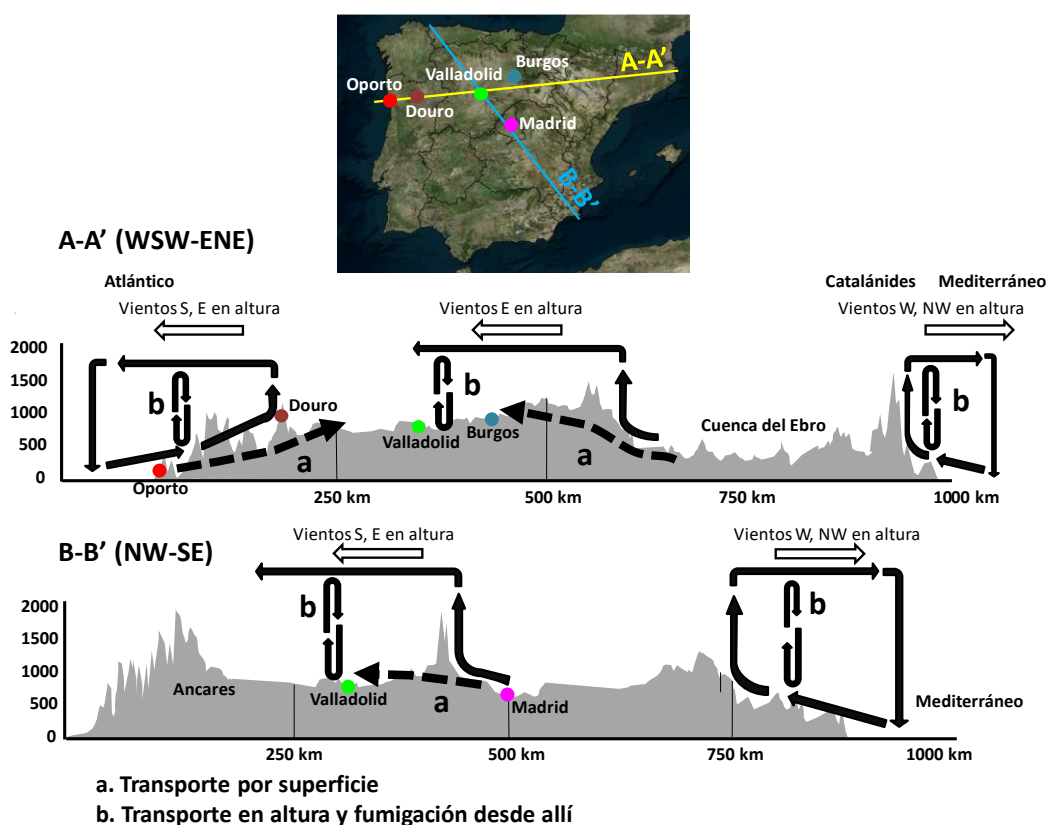 Burgos
A-A’
Valladolid
Oporto
Douro
Madrid
B-B’
A-A’ (WSW-ENE)
Atlántico
Catalánides Mediterráneo
Vientos S, E en altura
Vientos E en altura
Vientos W, NW en altura
2000
1500
1000
500
0
b
Douro
Oporto
a
Valladolid
b
Burgos
a
Cuenca del Ebro
b
250 km
500 km
750 km
1000 km
B-B’ (NW-SE)
Vientos S, E en altura
Vientos W, NW en altura
2000
1500
1000
500
0
Ancares
b
Valladolid
a
Madrid
b
Mediterráneo
250 km
500 km
750 km
1000 km
a. Transporte por superficie
b. Transporte en altura y fumigación desde allí